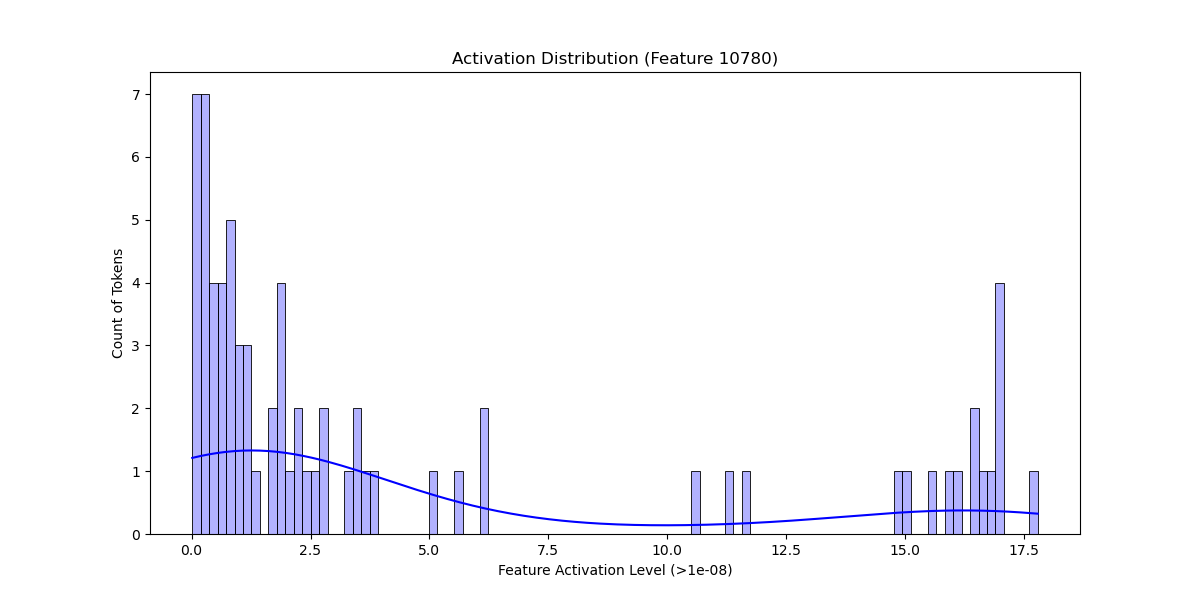 Activation Distribution (Feature 10780)
7
6
5
4
3
2
1
0
Count of Tokens
0.0 2.5 5.0 7.5 10.0 12.5 15.0 17.5
Feature Activation Level (>1e-08)